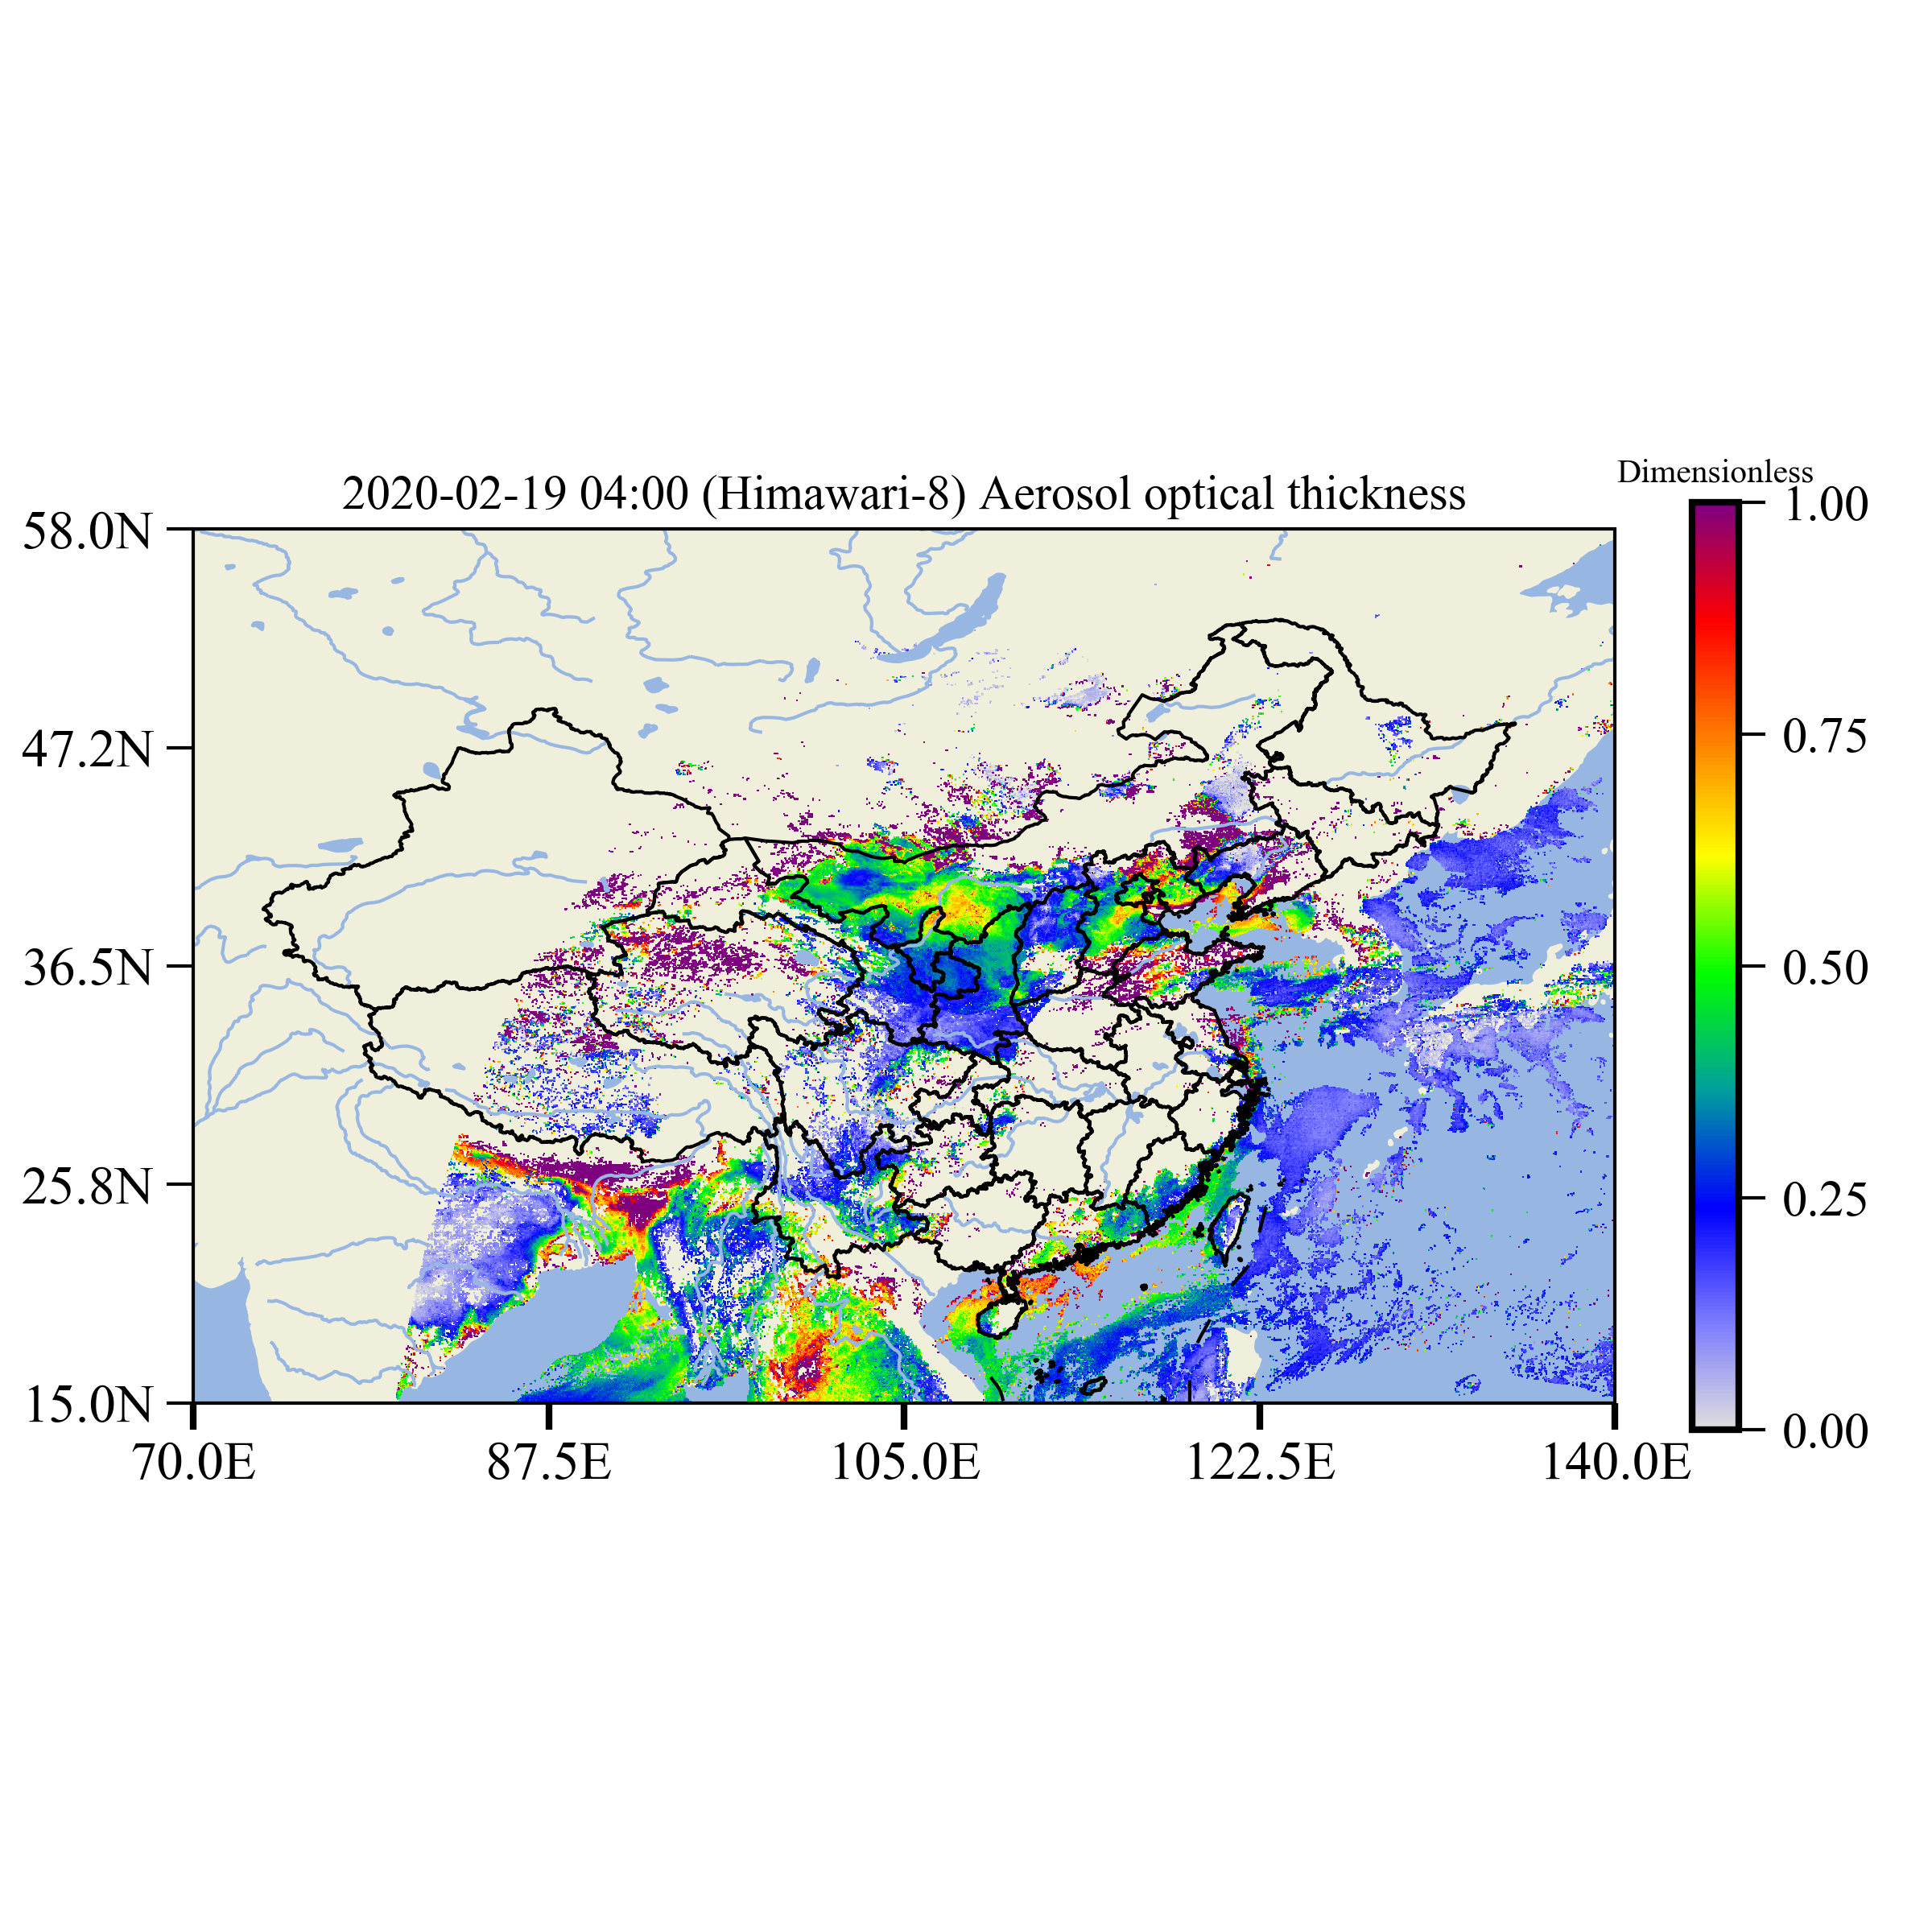 Dimensionless
2020-02-19 04:00 (Himawari-8) Aerosol optical thickness
58.0N
47.2N
36.5N
25.8N
15.0N
70.0E
87.5E
105.0E
122.5E
140.0E
1.00
0.75
0.50
0.25
0.00